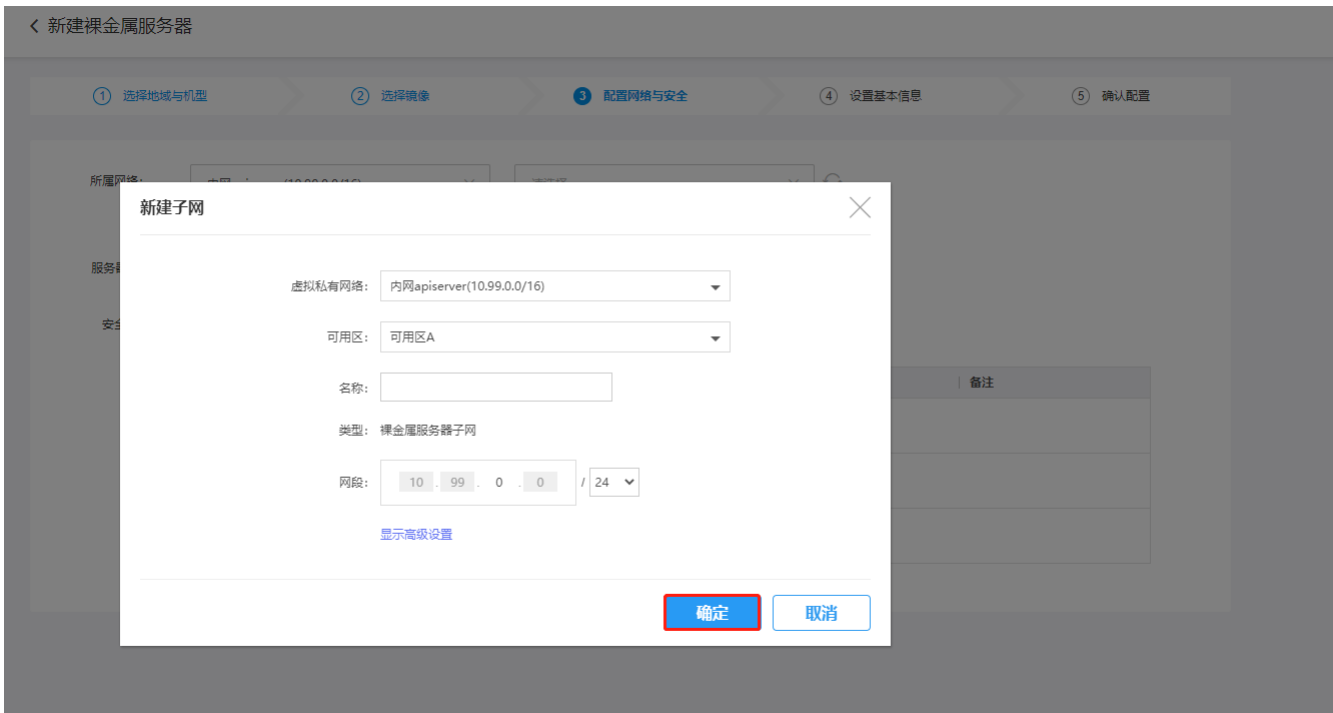 新建裸金属服务器
1 选择地域与机型 2 选择镜像 3 配置网络与安全 4 设置基本信息 5 确认配置
所属网络:
新建子网
服务器
虚拟私有网络: 内网apiserver(10.99.0.0/16)
安全
可用区: 可用区A
备注
名称:
类型: 裸金属服务器子网
网段: 10 . 99 . 0 . 0 / 24
显示高级设置
确定 取消